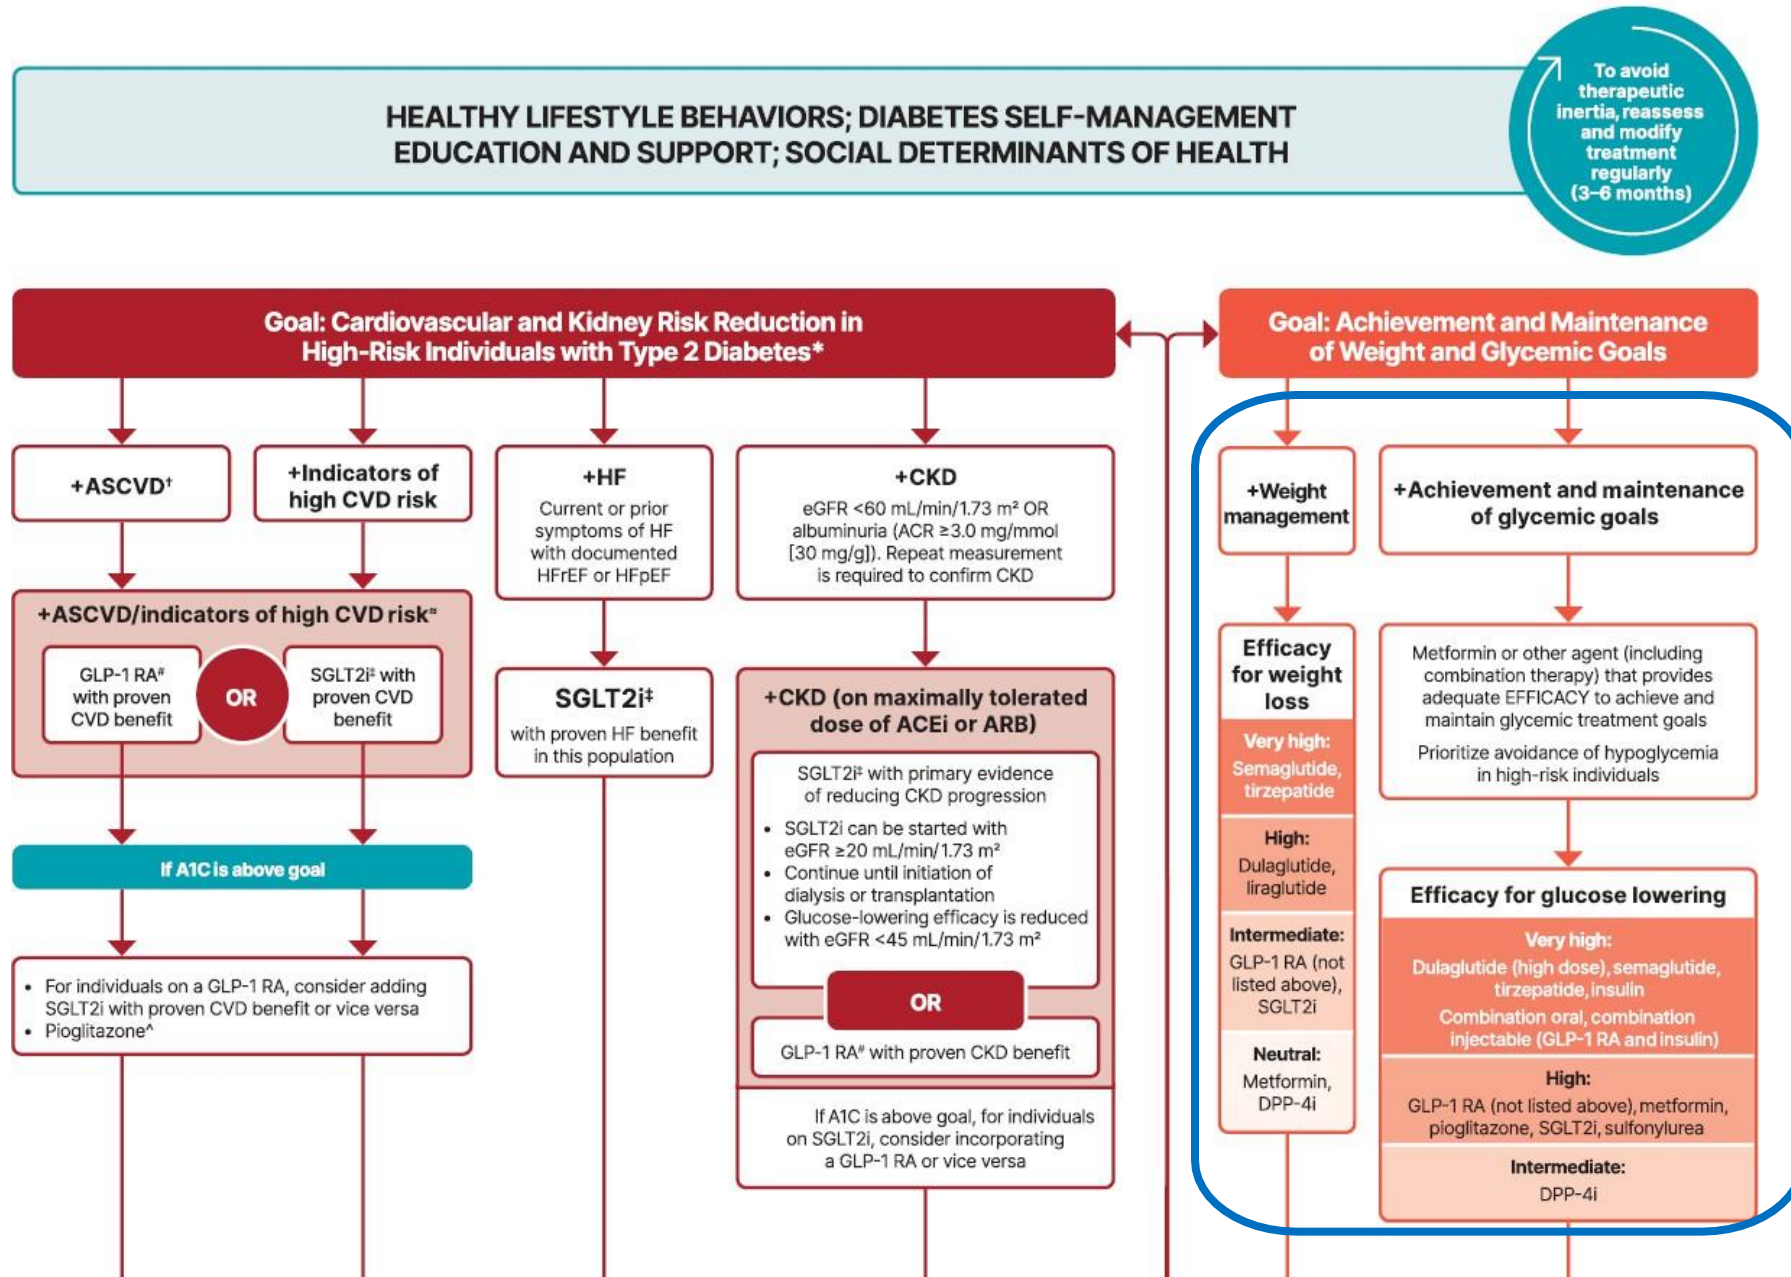 HEALTHY LIFESTYLE BEHAVIORS; DIABETES SELF-MANAGEMENT
EDUCATION AND SUPPORT; SOCIAL DETERMINANTS OF HEALTH
To avoid
therapeutic
inertia, reassess
and modify
treatment
regularly
(3–6 months)
Goal: Cardiovascular and Kidney Risk Reduction in
High-Risk Individuals with Type 2 Diabetes*
+ASCVD†
+Indicators of
high CVD risk
+ASCVD/indicators of high CVD risk≈
GLP-1 RA#
with proven
CVD benefit
OR
SGLT2i‡ with
proven CVD
benefit
If A1C is above goal
• For individuals on a GLP-1 RA, consider adding
SGLT2i with proven CVD benefit or vice versa
• Pioglitazone^
+HF
Current or prior
symptoms of HF
with documented
HFrEF or HFpEF
SGLT2i‡
with proven HF benefit
in this population
+CKD
eGFR <60 mL/min/1.73 m² OR
albuminuria (ACR ≥3.0 mg/mmol
[30 mg/g]). Repeat measurement
is required to confirm CKD
+CKD (on maximally tolerated
dose of ACEi or ARB)
SGLT2i‡ with primary evidence
of reducing CKD progression
• SGLT2i can be started with
eGFR ≥20 mL/min/1.73 m²
• Continue until initiation of
dialysis or transplantation
• Glucose-lowering efficacy is reduced
with eGFR <45 mL/min/1.73 m²
OR
GLP-1 RA# with proven CKD benefit
If A1C is above goal, for individuals
on SGLT2i, consider incorporating
a GLP-1 RA or vice versa
Goal: Achievement and Maintenance
of Weight and Glycemic Goals
+Weight
management
Efficacy
for weight
loss
Very high:
Semaglutide,
tirzepatide
High:
Dulaglutide,
liraglutide
Intermediate:
GLP-1 RA (not
listed above),
SGLT2i
Neutral:
Metformin,
DPP-4i
+Achievement and maintenance
of glycemic goals
Metformin or other agent (including
combination therapy) that provides
adequate EFFICACY to achieve and
maintain glycemic treatment goals
Prioritize avoidance of hypoglycemia
in high-risk individuals
Efficacy for glucose lowering
Very high:
Dulaglutide (high dose), semaglutide,
tirzepatide, insulin
Combination oral, combination
injectable (GLP-1 RA and insulin)
High:
GLP-1 RA (not listed above), metformin,
pioglitazone, SGLT2i, sulfonylurea
Intermediate:
DPP-4i